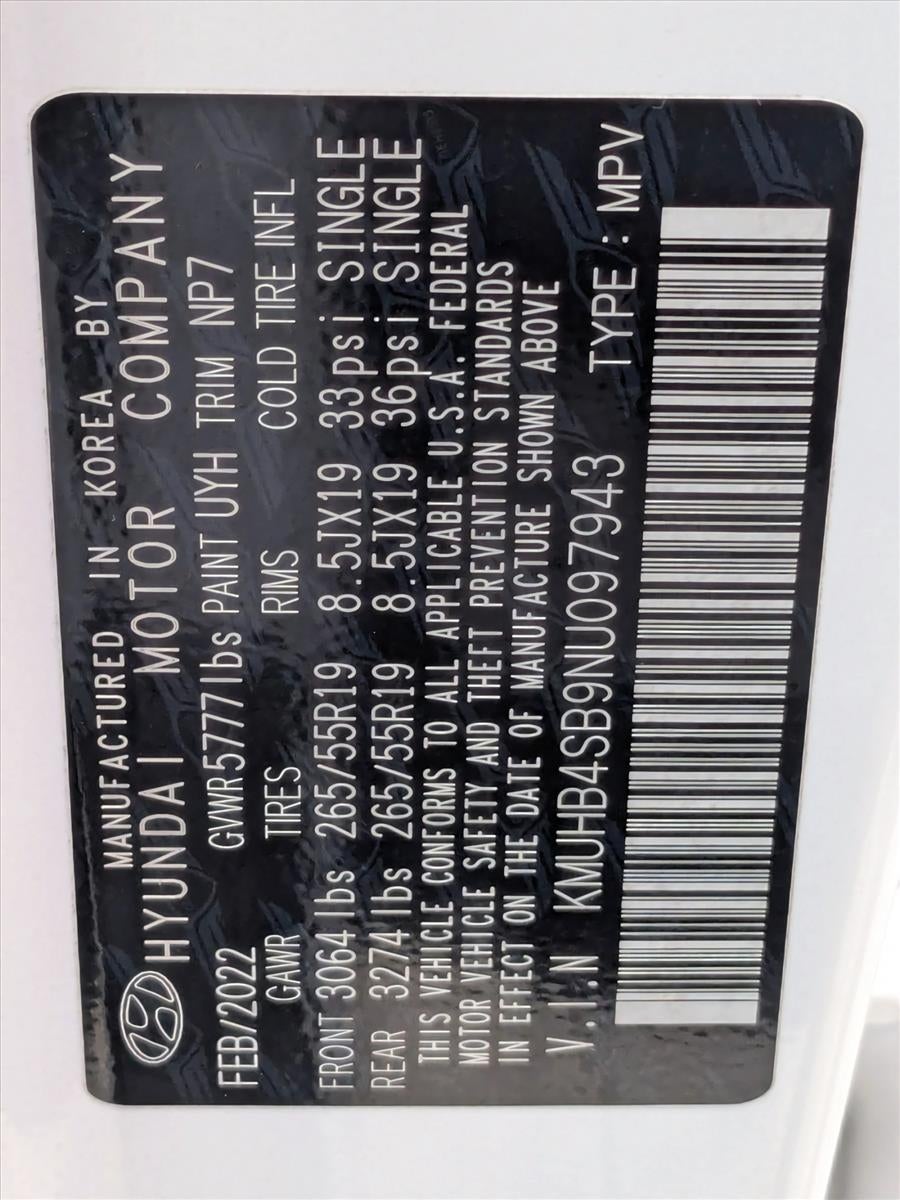 MANUFACTURED IN KOREA BY
HYUNDAI MOTOR COMPANY
FEB/2022 GVWR5777lbs PAINT UYH TRIM NP7
GAWR TIRES RIMS COLD TIRE INFL
FRONT 3064lbs 265/55R19 8.5JX19 33psi SINGLE
REAR 3274lbs 265/55R19 8.5JX19 36psi SINGLE
THIS VEHICLE CONFORMS TO ALL APPLICABLE U.S.A. FEDERAL
MOTOR VEHICLE SAFETY AND THEFT PREVENTION STANDARDS
IN EFFECT ON THE DATE OF MANUFACTURE SHOWN ABOVE
V.I.N KMUHB4SB9NU097943 TYPE : MPV